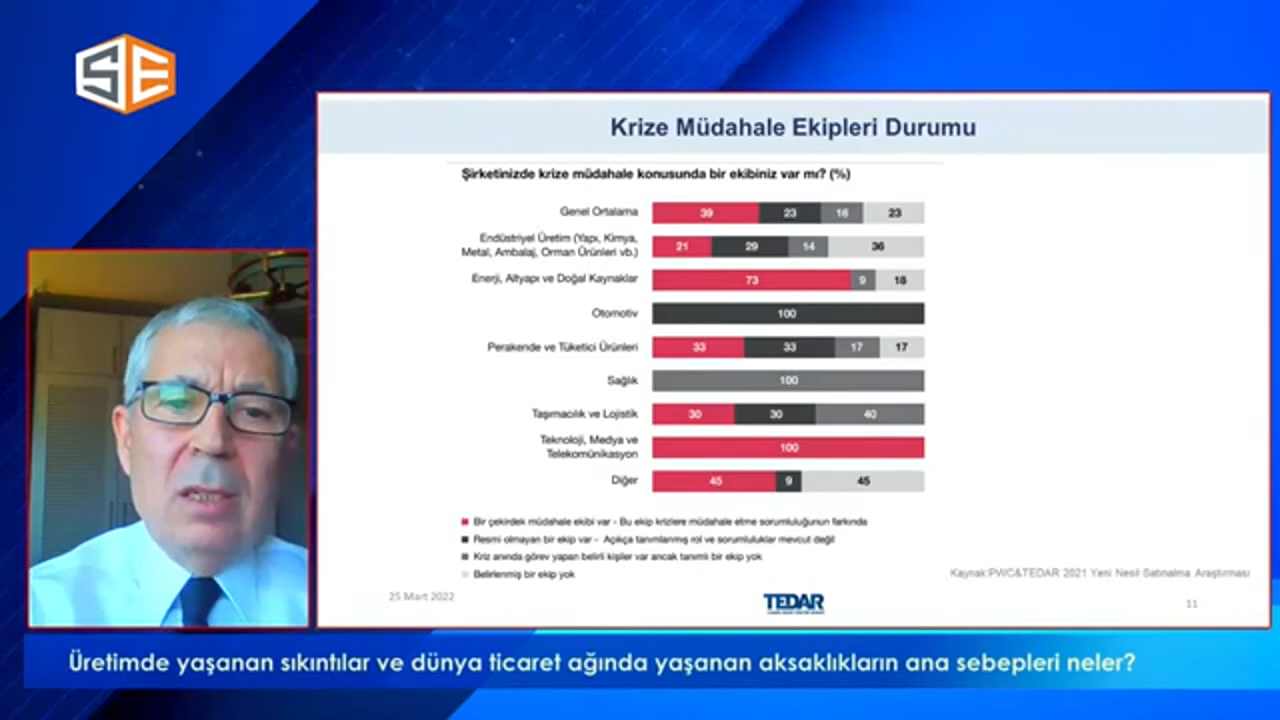 SE
Krize Müdahale Ekipleri Durumu
Şirketinizde krize müdahale konusunda bir ekibiniz var mı? (%)
Genel Ortalama 39 23 16 23
Endüstriyel Üretim (Yapı, Kimya,
Metal, Ambalaj, Orman Ürünleri vb.) 21 29 14 36
Enerji, Altyapı ve Doğal Kaynaklar 73 9 18
Otomotiv 100
Perakende ve Tüketici Ürünleri 33 33 17 17
Sağlık 100
Taşımacılık ve Lojistik 30 30 40
Teknoloji, Medya ve
Telekomünikasyon 100
Diğer 45 9 45
Bir çekirdek müdahale ekibi var - Bu ekip krizlere müdahale etme sorumluluğunun farkında
Resmi olmayan bir ekip var - Açıkça tanımlanmış rol ve sorumluluklar mevcut değil
Kriz anında görev yapan belirli kişiler var ancak tanımlı bir ekip yok
Belirlenmiş bir ekip yok
Kaynak:PWC&TEDAR 2021 Yeni Nesil Satınalma Araştırması
25 Mart 2022
TEDAR
11
Üretimde yaşanan sıkıntılar ve dünya ticaret ağında yaşanan aksaklıkların ana sebepleri neler?